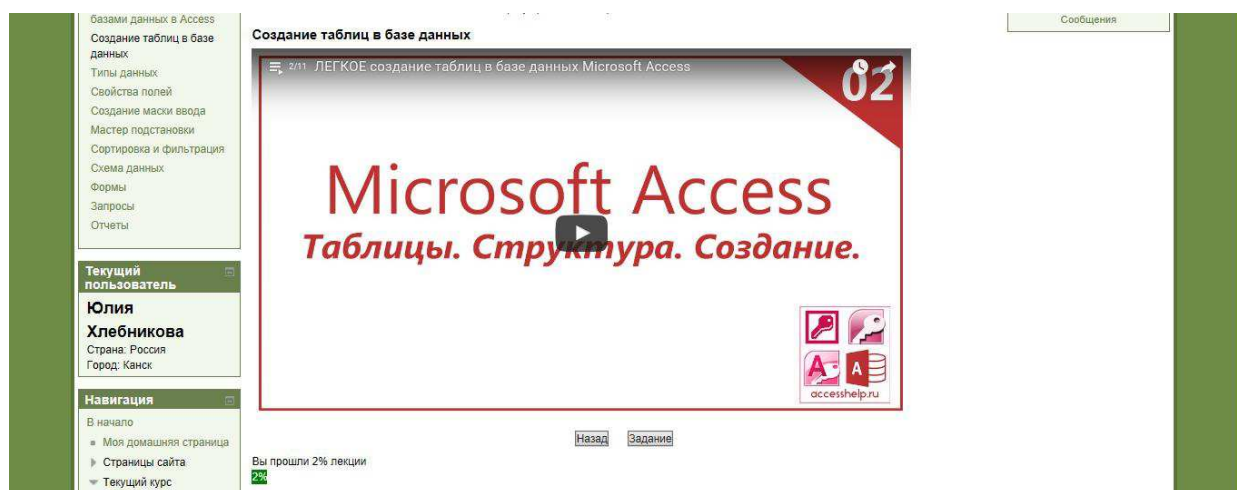 базами данных в Access
Создание таблиц в базе
данных
Типы данных
Свойства полей
Создание маски ввода
Мастер подстановки
Сортировка и фильтрация
Схема данных
Формы
Запросы
Отчеты
Текущий
пользователь
Юлия
Хлебникова
Страна: Россия
Город: Канск
Навигация
В начало
Моя домашняя страница
Страницы сайта
Текущий курс
Создание таблиц в базе данных
2/11 ЛЕГКОЕ создание таблиц в базе данных Microsoft Access
02
Microsoft Access
Таблицы. Структура. Создание.
A
A
accesshelp.ru
Назад Задание
Вы прошли 2% лекции
2%
Сообщения